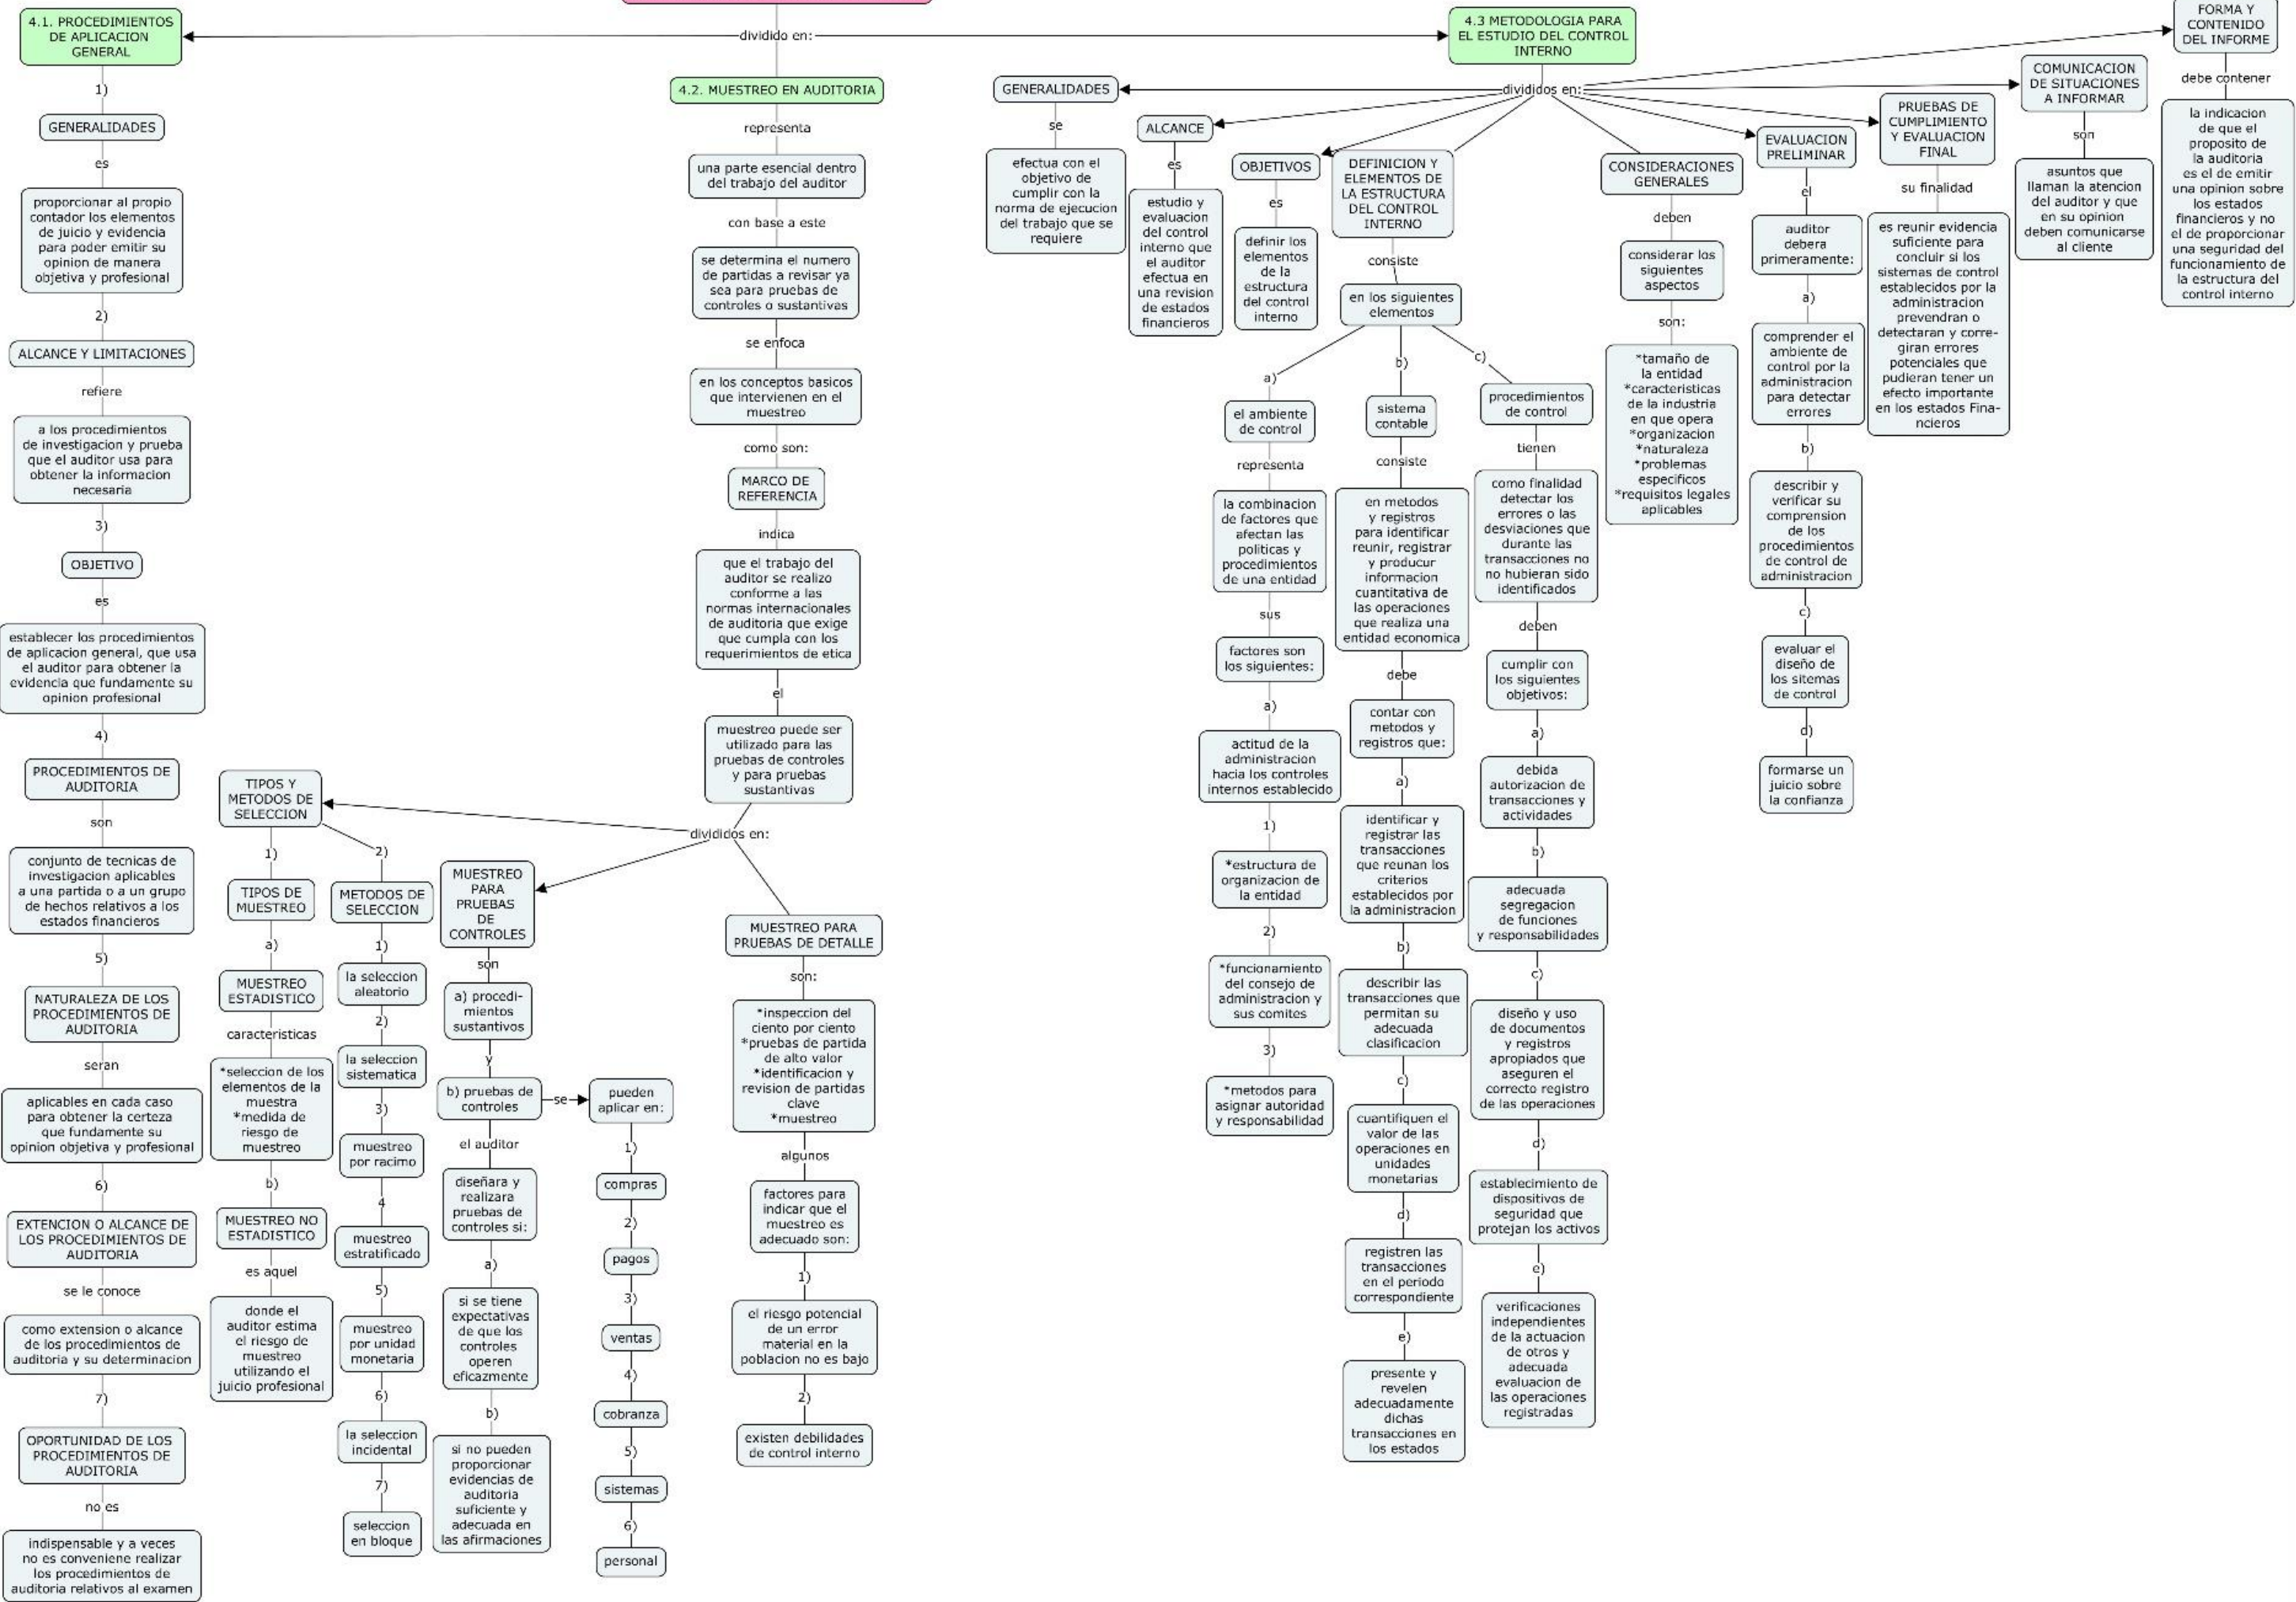 4.1. PROCEDIMIENTOS
DE APLICACION
GENERAL
dividido en:
1)
GENERALIDADES
es
proporcionar al propio
contador los elementos
de juicio y evidencia
para poder emitir su
opinion de manera
objetiva y profesional
2)
ALCANCE Y LIMITACIONES
refiere
a los procedimientos
de investigacion y prueba
que el auditor usa para
obtener la informacion
necesaria
3)
OBJETIVO
es
establecer los procedimientos
de aplicacion general, que usa
el auditor para obtener la
evidencia que fundamente su
opinion profesional
4)
PROCEDIMIENTOS DE
AUDITORIA
son
conjunto de tecnicas de
investigacion aplicables
a una partida o a un grupo
de hechos relativos a los
estados financieros
5)
NATURALEZA DE LOS
PROCEDIMIENTOS DE
AUDITORIA
seran
aplicables en cada caso
para obtener la certeza
que fundamente su
opinion objetiva y profesional
6)
EXTENCION O ALCANCE DE
LOS PROCEDIMIENTOS DE
AUDITORIA
se le conoce
como extension o alcance
de los procedimientos de
auditoria y su determinacion
7)
OPORTUNIDAD DE LOS
PROCEDIMIENTOS DE
AUDITORIA
no es
indispensable y a veces
no es conveniene realizar
los procedimientos de
auditoria relativos al examen
4.2. MUESTREO EN AUDITORIA
representa
una parte esencial dentro
del trabajo del auditor
con base a este
se determina el numero
de partidas a revisar ya
sea para pruebas de
controles o sustantivas
se enfoca
en los conceptos basicos
que intervienen en el
muestreo
como son:
MARCO DE
REFERENCIA
indica
que el trabajo del
auditor se realizo
conforme a las
normas internacionales
de auditoria que exige
que cumpla con los
requerimientos de etica
el
muestreo puede ser
utilizado para las
pruebas de controles
y para pruebas
sustantivas
divididos en:
TIPOS Y
METODOS DE
SELECCION
1)
TIPOS DE
MUESTREO
a)
MUESTREO
ESTADISTICO
caracteristicas
*seleccion de los
elementos de la
muestra
*medida de
riesgo de
muestreo
b)
MUESTREO NO
ESTADISTICO
es aquel
donde el
auditor estima
el riesgo de
muestreo
utilizando el
juicio profesional
2)
METODOS DE
SELECCION
1)
la seleccion
aleatorio
2)
la seleccion
sistematica
3)
muestreo
por racimo
4
muestreo
estratificado
5)
muestreo
por unidad
monetaria
6)
la seleccion
incidental
7)
seleccion
en bloque
MUESTREO
PARA
PRUEBAS
DE
CONTROLES
son
a) procedi-
mientos
sustantivos
y
b) pruebas de
controles
se
pueden
aplicar en:
1)
compras
2)
pagos
3)
ventas
4)
cobranza
5)
sistemas
6)
personal
el auditor
diseñara y
realizara
pruebas de
controles si:
a)
si se tiene
expectativas
de que los
controles
operen
eficazmente
b)
si no pueden
proporcionar
evidencias de
auditoria
suficiente y
adecuada en
las afirmaciones
MUESTREO PARA
PRUEBAS DE DETALLE
son:
*inspeccion del
ciento por ciento
*pruebas de partida
de alto valor
*identificacion y
revision de partidas
clave
*muestreo
algunos
factores para
indicar que el
muestreo es
adecuado son:
1)
el riesgo potencial
de un error
material en la
poblacion no es bajo
2)
existen debilidades
de control interno
4.3 METODOLOGIA PARA
EL ESTUDIO DEL CONTROL
INTERNO
divididos en:
GENERALIDADES
se
efectua con el
objetivo de
cumplir con la
norma de ejecucion
del trabajo que se
requiere
ALCANCE
es
estudio y
evaluacion
del control
interno que
el auditor
efectua en
una revision
de estados
financieros
OBJETIVOS
es
definir los
elementos
de la
estructura
del control
interno
DEFINICION Y
ELEMENTOS DE
LA ESTRUCTURA
DEL CONTROL
INTERNO
consiste
en los siguientes
elementos
a)
el ambiente
de control
representa
la combinacion
de factores que
afectan las
politicas y
procedimientos
de una entidad
sus
factores son
los siguientes:
a)
actitud de la
administracion
hacia los controles
internos establecido
1)
*estructura de
organizacion de
la entidad
2)
*funcionamiento
del consejo de
administracion y
sus comites
3)
*metodos para
asignar autoridad
y responsabilidad
b)
sistema
contable
consiste
en metodos
y registros
para identificar
reunir, registrar
y producur
informacion
cuantitativa de
las operaciones
que realiza una
entidad economica
debe
contar con
metodos y
registros que:
a)
identificar y
registrar las
transacciones
que reunan los
criterios
establecidos por
la administracion
b)
describir las
transacciones que
permitan su
adecuada
clasificacion
c)
cuantifiquen el
valor de las
operaciones en
unidades
monetarias
d)
registren las
transacciones
en el periodo
correspondiente
e)
presente y
revelen
adecuadamente
dichas
transacciones en
los estados
c)
procedimientos
de control
tienen
como finalidad
detectar los
errores o las
desviaciones que
durante las
transacciones no
no hubieran sido
identificados
deben
cumplir con
los siguientes
objetivos:
a)
debida
autorizacion de
transacciones y
actividades
b)
adecuada
segregacion
de funciones
y responsabilidades
c)
diseño y uso
de documentos
y registros
apropiados que
aseguren el
correcto registro
de las operaciones
d)
establecimiento de
dispositivos de
seguridad que
protejan los activos
e)
verificaciones
independientes
de la actuacion
de otros y
adecuada
evaluacion de
las operaciones
registradas
CONSIDERACIONES
GENERALES
deben
considerar los
siguientes
aspectos
son:
*tamaño de
la entidad
*caracteristicas
de la industria
en que opera
*organizacion
*naturaleza
*problemas
especificos
*requisitos legales
aplicables
EVALUACION
PRELIMINAR
el
auditor
debera
primeramente:
a)
comprender el
ambiente de
control por la
administracion
para detectar
errores
b)
describir y
verificar su
comprension
de los
procedimientos
de control de
administracion
c)
evaluar el
diseño de
los sitemas
de control
d)
formarse un
juicio sobre
la confianza
PRUEBAS DE
CUMPLIMIENTO
Y EVALUACION
FINAL
su finalidad
es reunir evidencia
suficiente para
concluir si los
sistemas de control
establecidos por la
administracion
prevendran o
detectaran y corre-
giran errores
potenciales que
pudieran tener un
efecto importante
en los estados Fina-
ncieros
COMUNICACION
DE SITUACIONES
A INFORMAR
son
asuntos que
llaman la atencion
del auditor y que
en su opinion
deben comunicarse
al cliente
FORMA Y
CONTENIDO
DEL INFORME
debe contener
la indicacion
de que el
proposito de
la auditoria
es el de emitir
una opinion sobre
los estados
financieros y no
el de proporcionar
una seguridad del
funcionamiento de
la estructura del
control interno